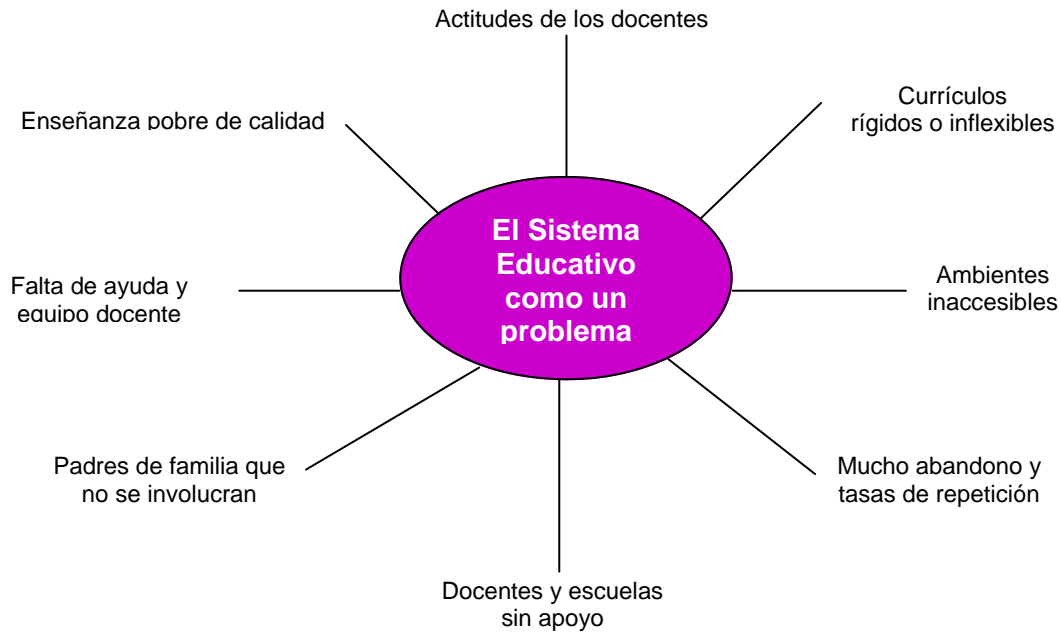 Actitudes de los docentes
Currículos
rígidos o inflexibles
Enseñanza pobre de calidad
El Sistema
Educativo
como un
problema
Ambientes
inaccesibles
Falta de ayuda y
equipo docente
Padres de familia que
no se involucran
Mucho abandono y
tasas de repetición
Docentes y escuelas
sin apoyo